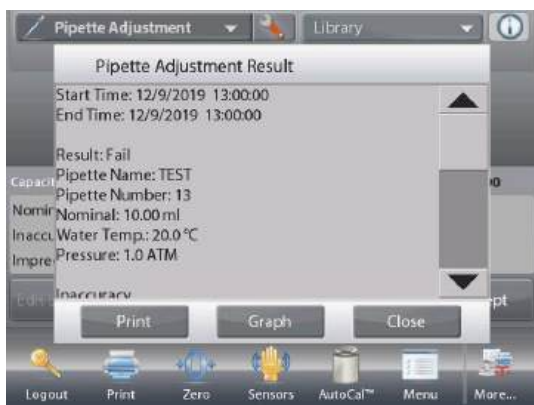 Pipette Adjustment
Library
Pipette Adjustment Result
Start Time: 12/9/2019 13:00:00
End Time: 12/9/2019 13:00:00
Result: Fail
Pipette Name: TEST
Pipette Number: 13
Nominal: 10.00 ml
Water Temp.: 20.0 °C
Pressure: 1.0 ATM
Inaccuracy
Print Graph Close
Logout Print Zero Sensors AutoCal™ Menu More...